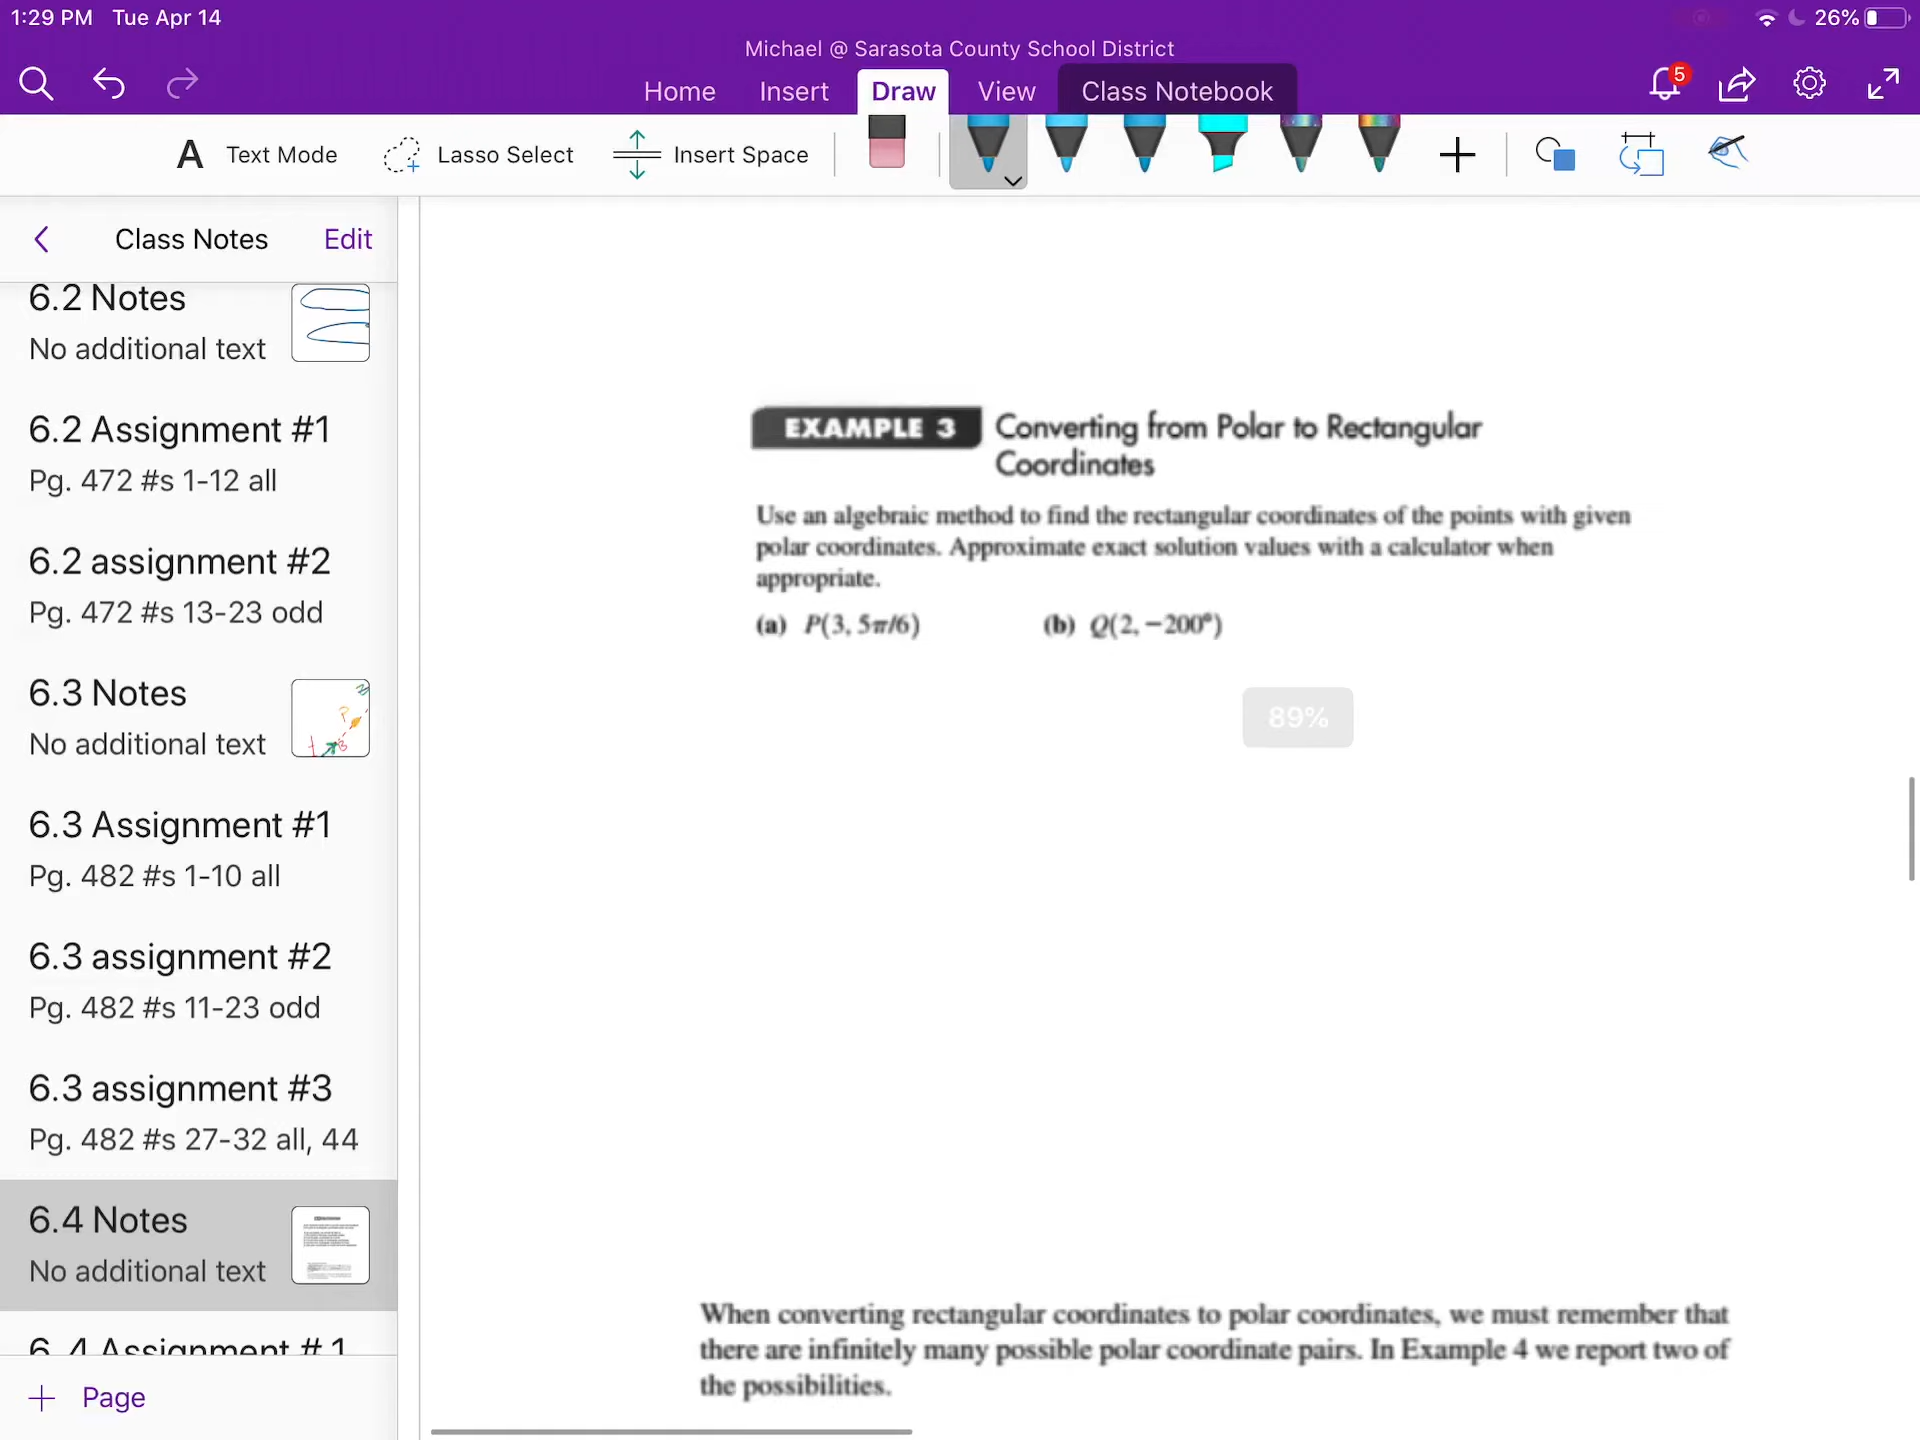 1:29 PM Tue Apr 14
26%
Michael @ Sarasota County School District
Home Insert Draw View Class Notebook
5
A Text Mode Lasso Select Insert Space
Class Notes Edit
6.2 Notes
No additional text
6.2 Assignment #1
Pg. 472 #s 1-12 all
6.2 assignment #2
Pg. 472 #s 13-23 odd
6.3 Notes
No additional text
6.3 Assignment #1
Pg. 482 #s 1-10 all
6.3 assignment #2
Pg. 482 #s 11-23 odd
6.3 assignment #3
Pg. 482 #s 27-32 all, 44
6.4 Notes
No additional text
6.4 Assignment #1
+ Page
EXAMPLE 3 Converting from Polar to Rectangular
Coordinates
Use an algebraic method to find the rectangular coordinates of the points with given
polar coordinates. Approximate exact solution values with a calculator when
appropriate.
(a) P(3, 5π/6) (b) Q(2, −200°)
89%
When converting rectangular coordinates to polar coordinates, we must remember that
there are infinitely many possible polar coordinate pairs. In Example 4 we report two of
the possibilities.